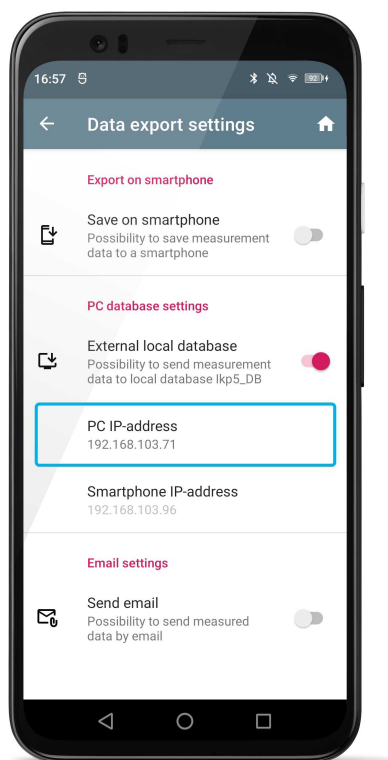 16:57
92
Data export settings
Export on smartphone
Save on smartphone
Possibility to save measurement
data to a smartphone
PC database settings
External local database
Possibility to send measurement
data to local database Ikp5_DB
PC IP-address
192.168.103.71
Smartphone IP-address
192.168.103.96
Email settings
Send email
Possibility to send measured
data by email